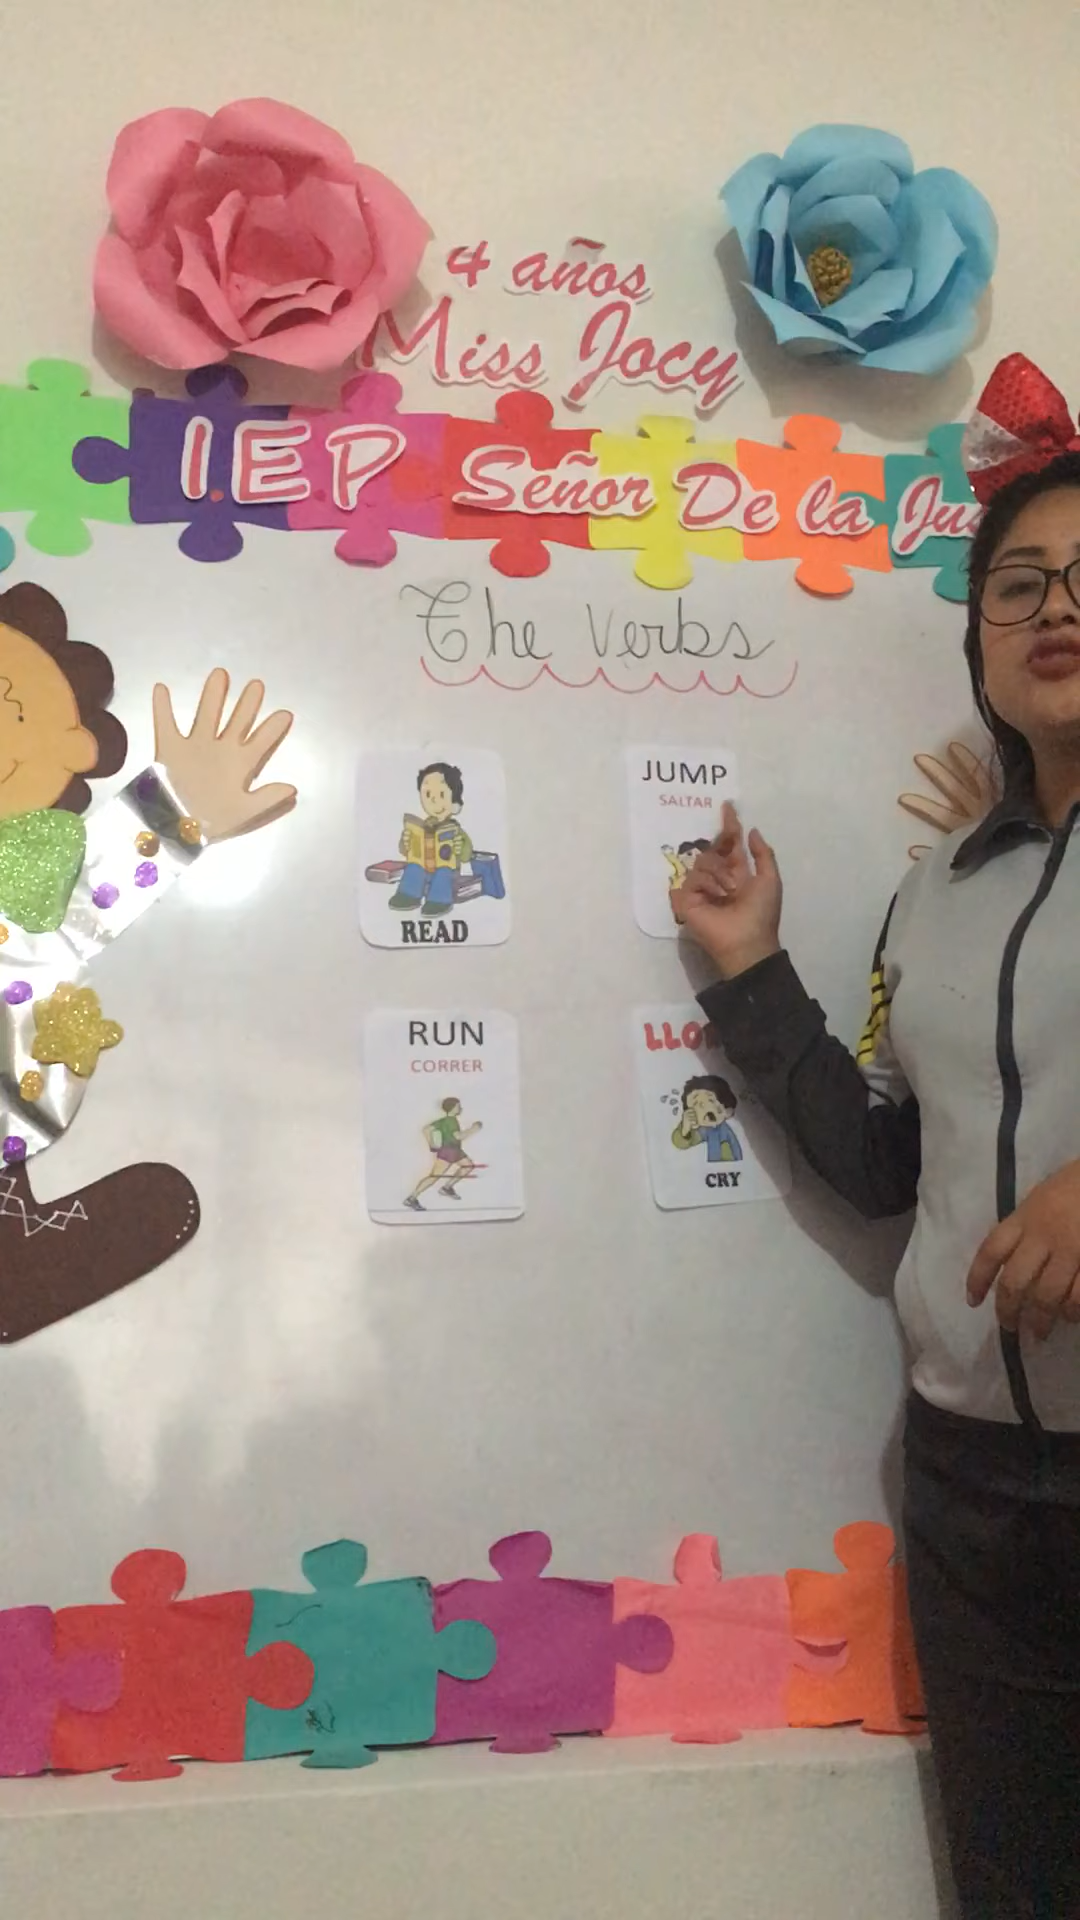 4 años
Miss Jocy
I.E.P Señor De la
The Verbs
READ
JUMP
SALTAR
RUN
CORRER
CRY